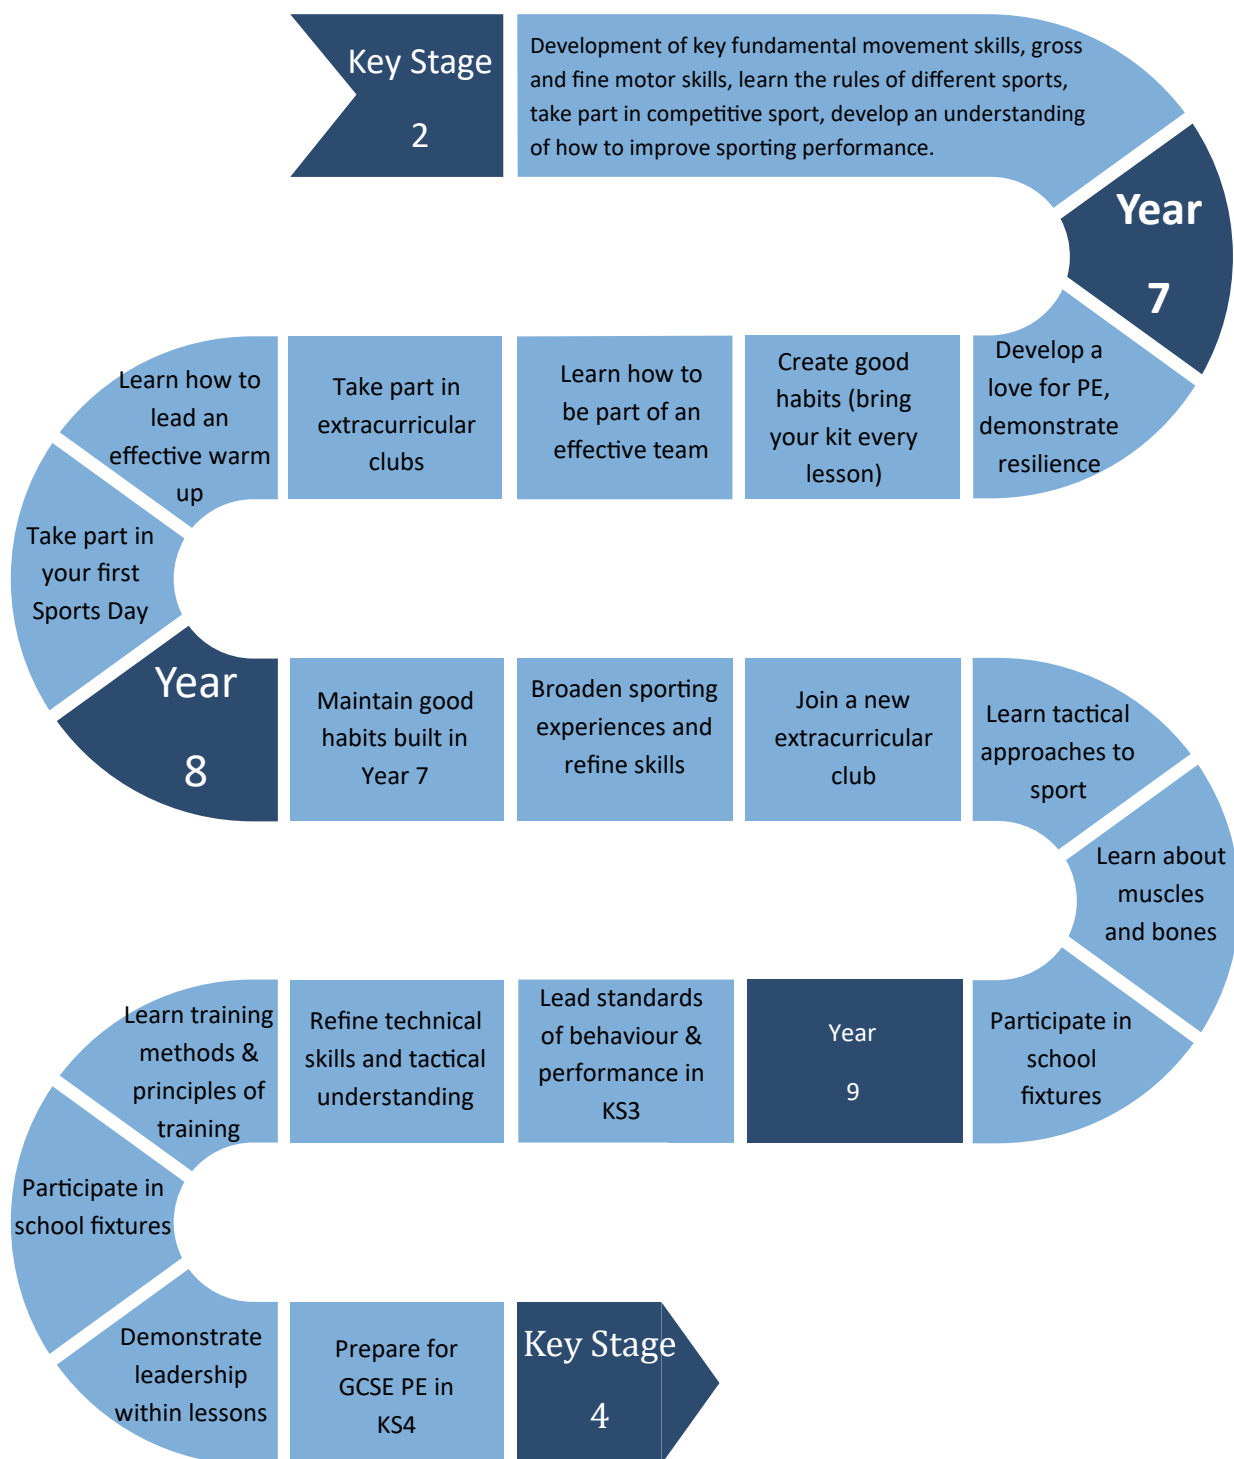 Key Stage
2
Development of key fundamental movement skills, gross
and fine motor skills, learn the rules of different sports,
take part in competitive sport, develop an understanding
of how to improve sporting performance.
Year
7
Develop a
love for PE,
demonstrate
resilience
Create good
habits (bring
your kit every
lesson)
Learn how to
be part of an
effective team
Take part in
extracurricular
clubs
Learn how to
lead an
effective warm
up
Take part in
your first
Sports Day
Year
8
Maintain good
habits built in
Year 7
Broaden sporting
experiences and
refine skills
Join a new
extracurricular
club
Learn tactical
approaches to
sport
Learn about
muscles
and bones
Participate in
school
fixtures
Year
9
Lead standards
of behaviour &
performance in
KS3
Refine technical
skills and tactical
understanding
Learn training
methods &
principles of
training
Participate in
school fixtures
Demonstrate
leadership
within lessons
Prepare for
GCSE PE in
KS4
Key Stage
4